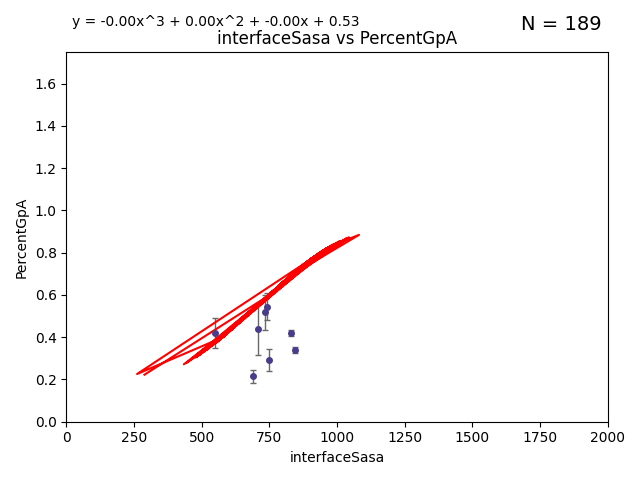 y = -0.00x^3 + 0.00x^2 + -0.00x + 0.53
N = 189
interfaceSasa vs PercentGpA
PercentGpA
1.6
1.4
1.2
1.0
0.8
0.6
0.4
0.2
0.0
0 250 500 750 1000 1250 1500 1750 2000
interfaceSasa